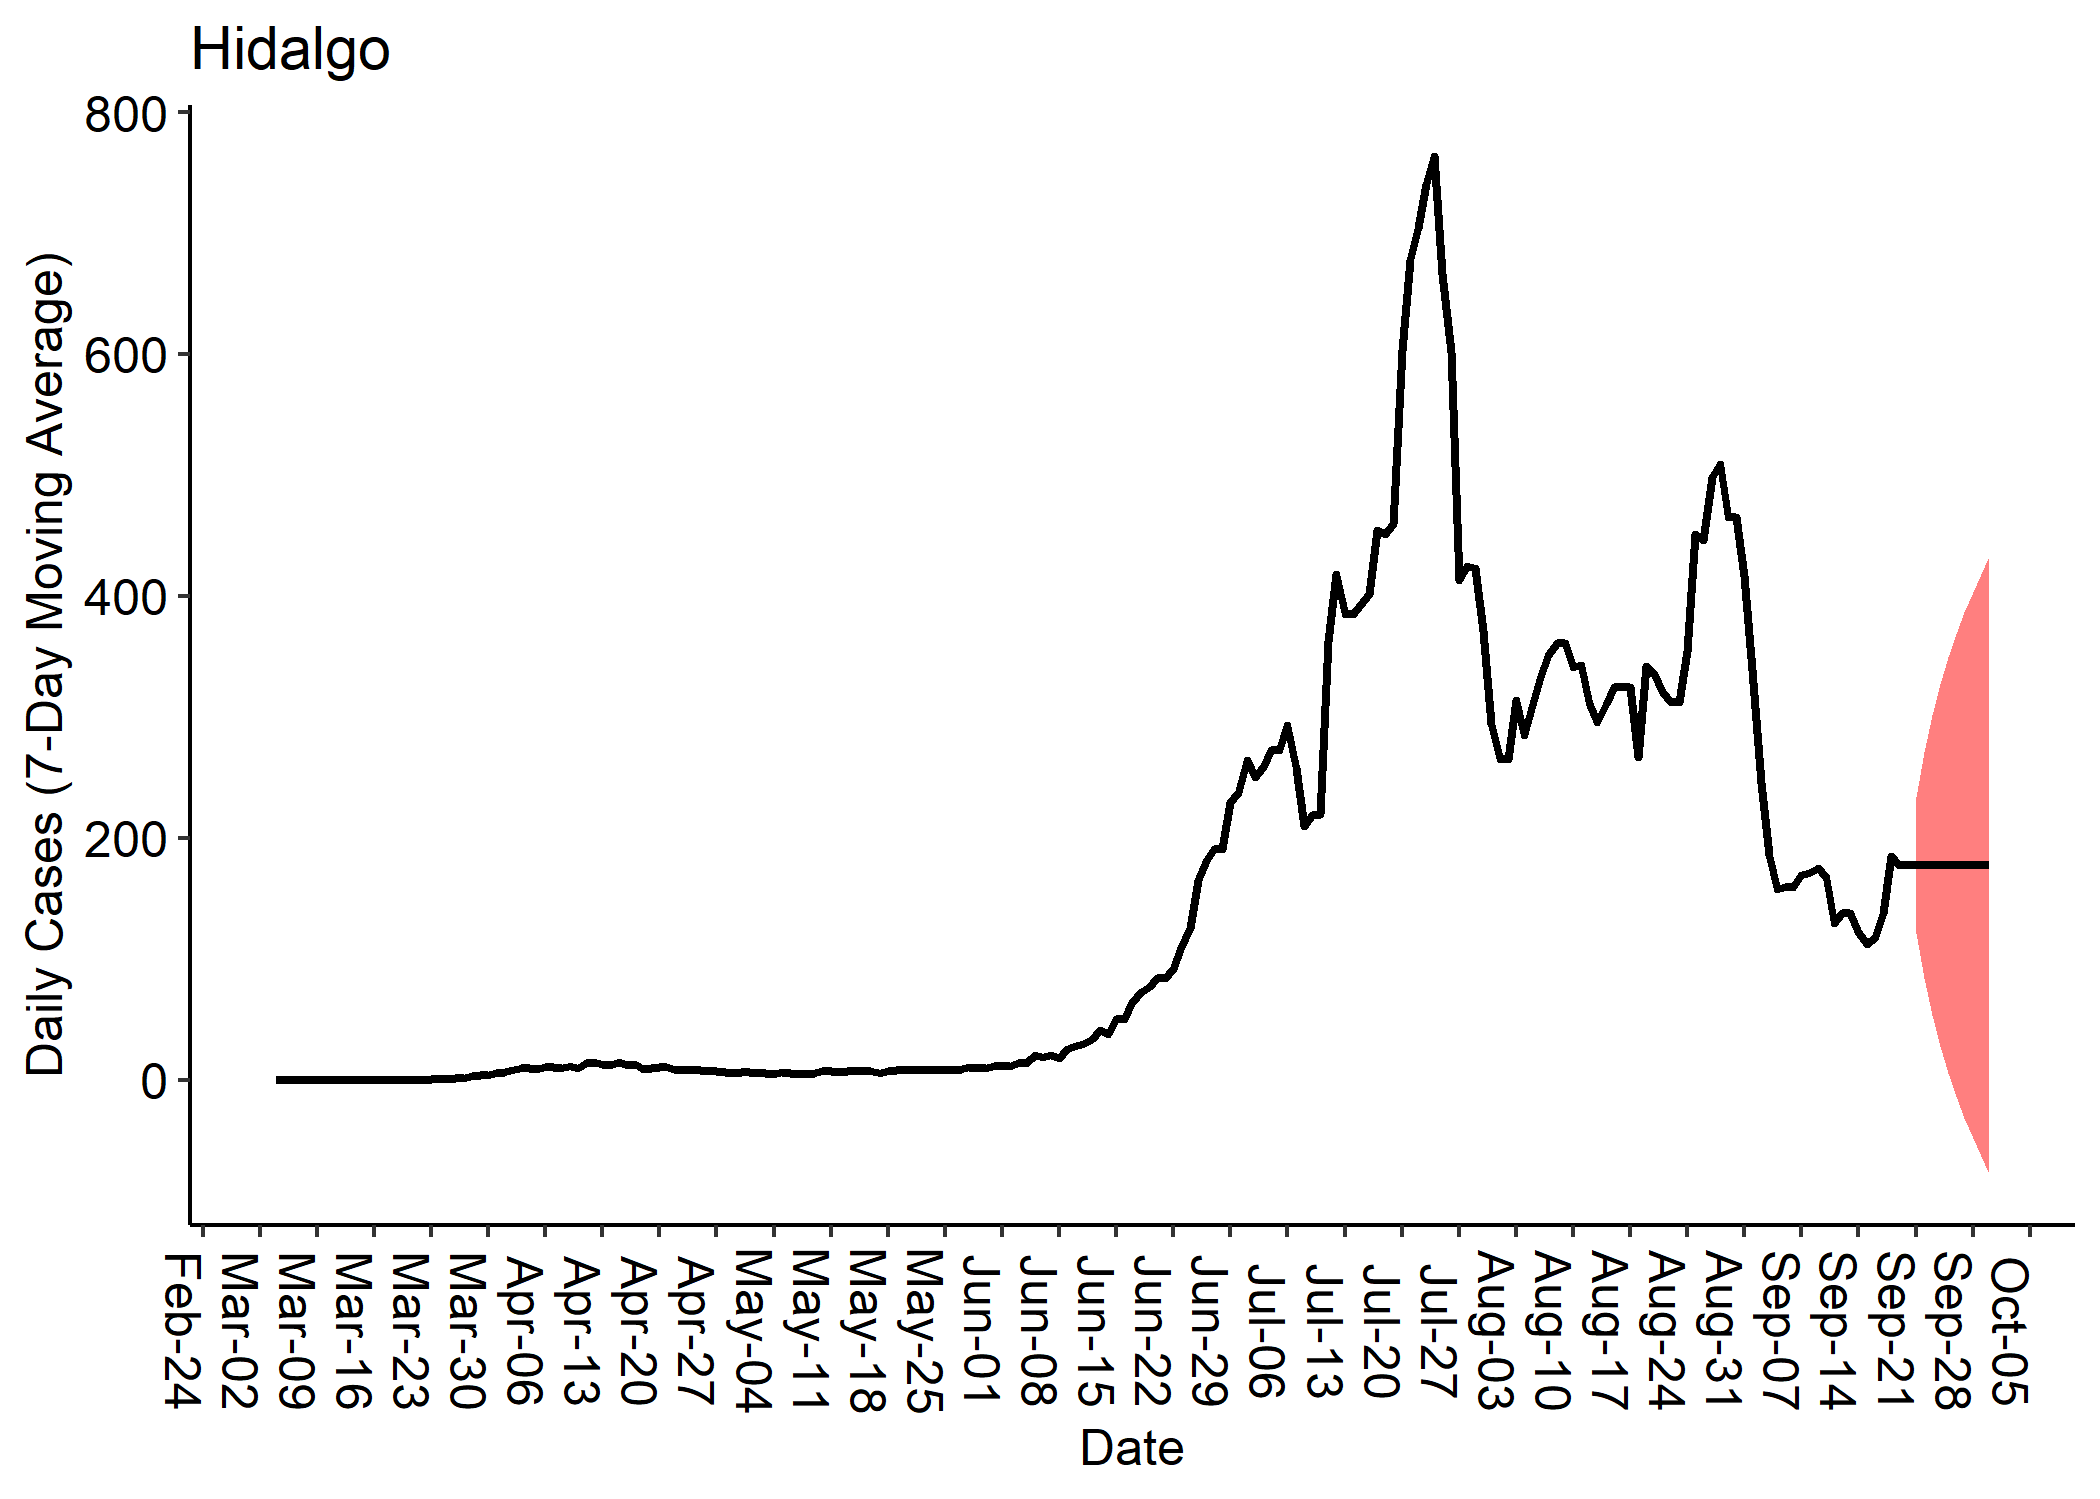 Hidalgo
Daily Cases (7-Day Moving Average)
800
600
400
200
0
Feb-24
Mar-02
Mar-09
Mar-16
Mar-23
Mar-30
Apr-06
Apr-13
Apr-20
Apr-27
May-04
May-11
May-18
May-25
Jun-01
Jun-08
Jun-15
Jun-22
Jun-29
Jul-06
Jul-13
Jul-20
Jul-27
Aug-03
Aug-10
Aug-17
Aug-24
Aug-31
Sep-07
Sep-14
Sep-21
Sep-28
Oct-05
Date